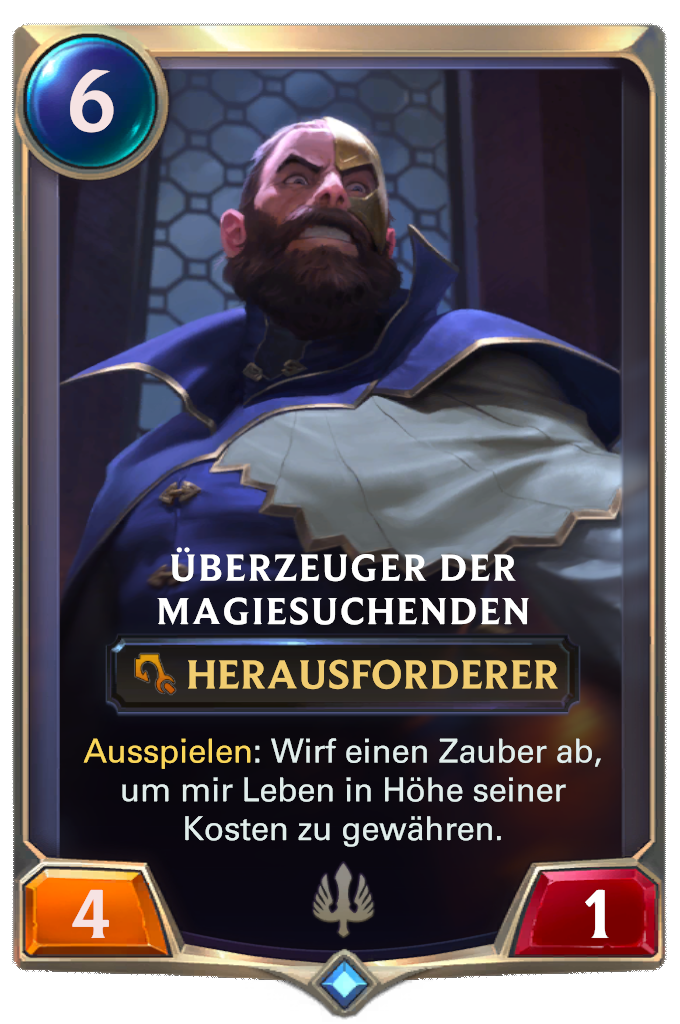 6
ÜBERZEUGER DER
MAGIESUCHENDEN
HERAUSFORDERER
Ausspielen: Wirf einen Zauber ab,
um mir Leben in Höhe seiner
Kosten zu gewähren.
4
1